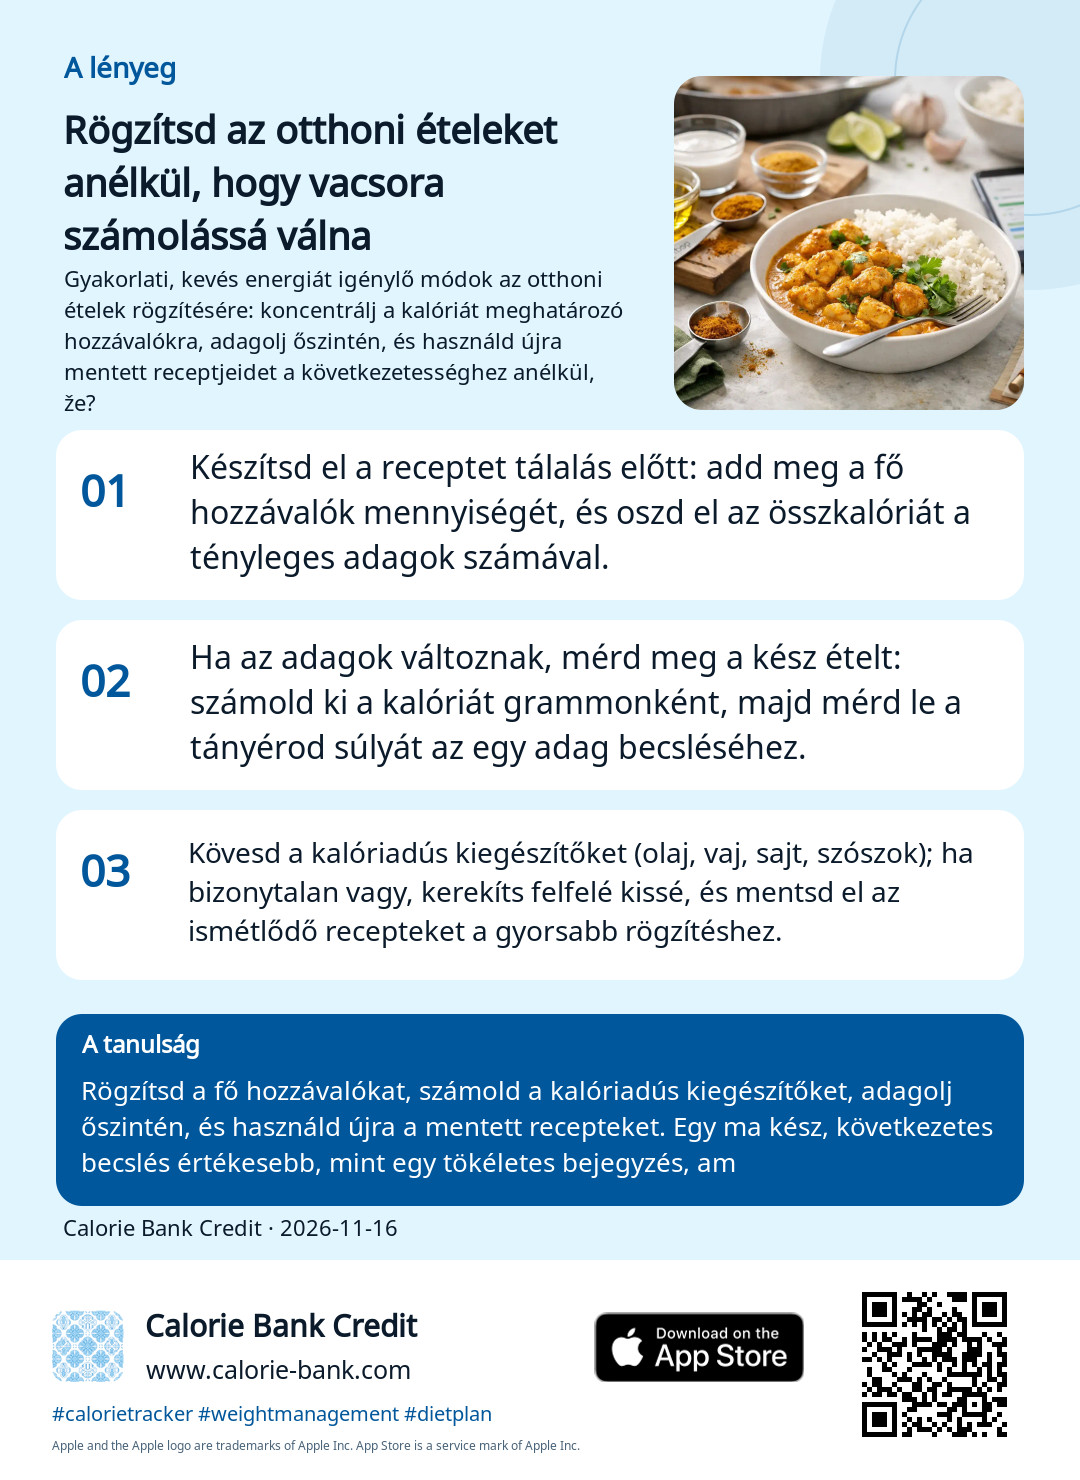 A lényeg
Rögzítsd az otthoni ételeket
anélkül, hogy vacsora
számolássá válna
Gyakorlati, kevés energiát igénylő módok az otthoni
ételek rögzítésére: koncentrálj a kalóriát meghatározó
hozzávalókra, adagolj őszintén, és használd újra
mentett receptjeidet a következetességhez anélkül,
že?
01
Készítsd el a receptet tálalás előtt: add meg a fő
hozzávalók mennyiségét, és oszd el az összkalóriát a
tényleges adagok számával.
02
Ha az adagok változnak, mérd meg a kész ételt:
számold ki a kalóriát grammonként, majd mérd le a
tányérod súlyát az egy adag becsléséhez.
03
Kövesd a kalóriadús kiegészítőket (olaj, vaj, sajt, szószok); ha
bizonytalan vagy, kerekíts felfelé kissé, és mentsd el az
ismétlődő recepteket a gyorsabb rögzítéshez.
A tanulság
Rögzítsd a fő hozzávalókat, számold a kalóriadús kiegészítőket, adagolj
őszintén, és használd újra a mentett recepteket. Egy ma kész, következetes
becslés értékesebb, mint egy tökéletes bejegyzés, am
Calorie Bank Credit · 2026-11-16
Calorie Bank Credit
www.calorie-bank.com
Download on the
App Store
#calorietracker #weightmanagement #dietplan
Apple and the Apple logo are trademarks of Apple Inc. App Store is a service mark of Apple Inc.